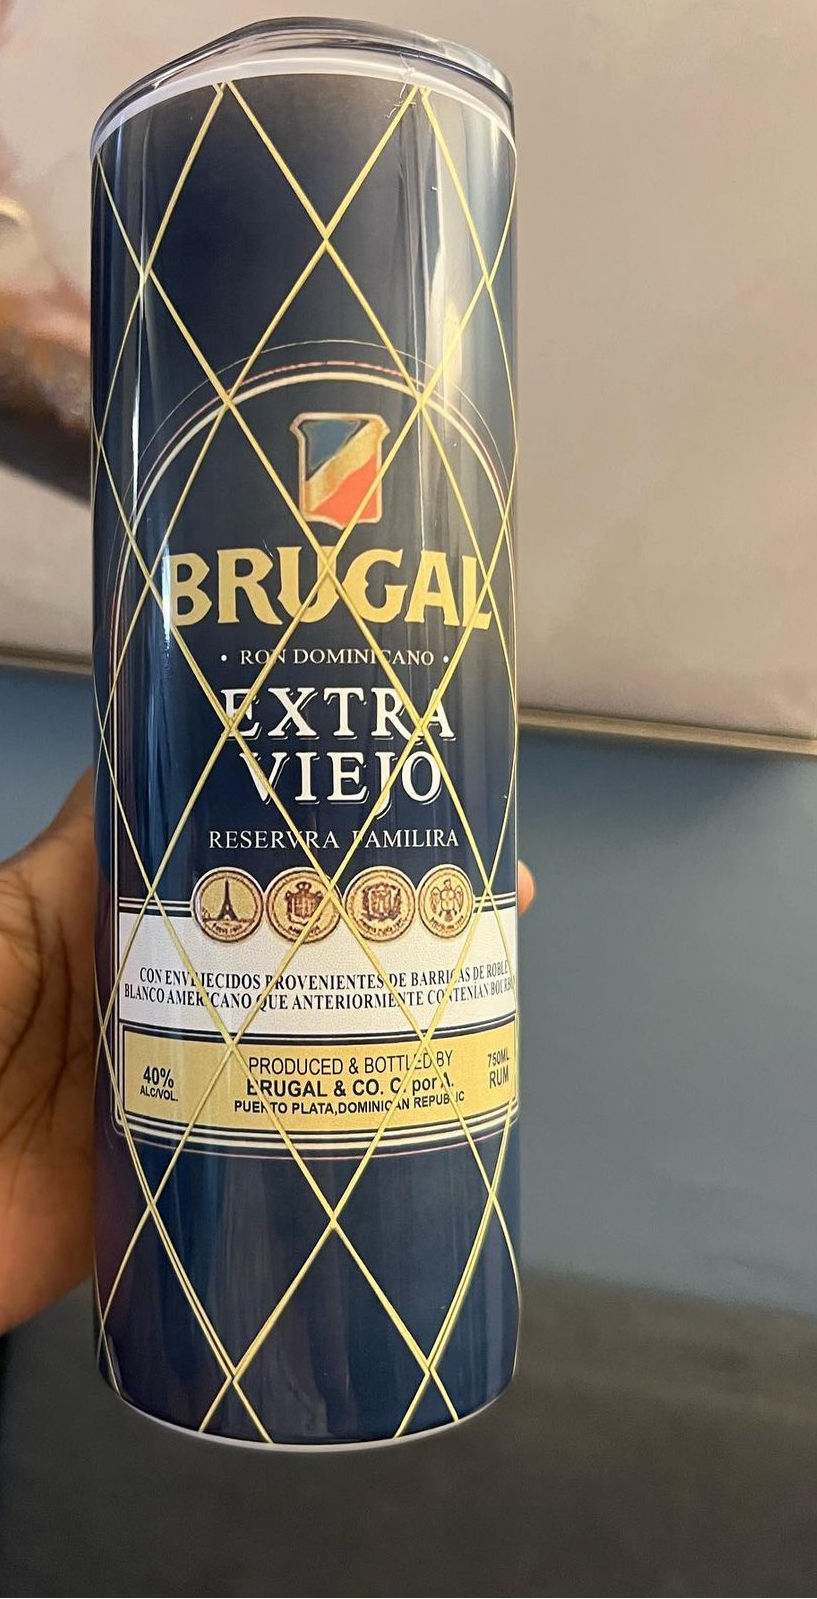 BRUGAL
• RON DOMINICANO •
EXTRA
VIEJO
RESERVRA FAMILIRA
CON ENVEJECIDOS PROVENIENTES DE BARRICAS DE ROBLE
BLANCO AMERICANO QUE ANTERIORMENTE CONTENIAN BOURBO
40%
ALC/VOL.
PRODUCED & BOTTLED BY
BRUGAL & CO. C. por A.
PUERTO PLATA,DOMINICAN REPUBLIC
750ML
RUM